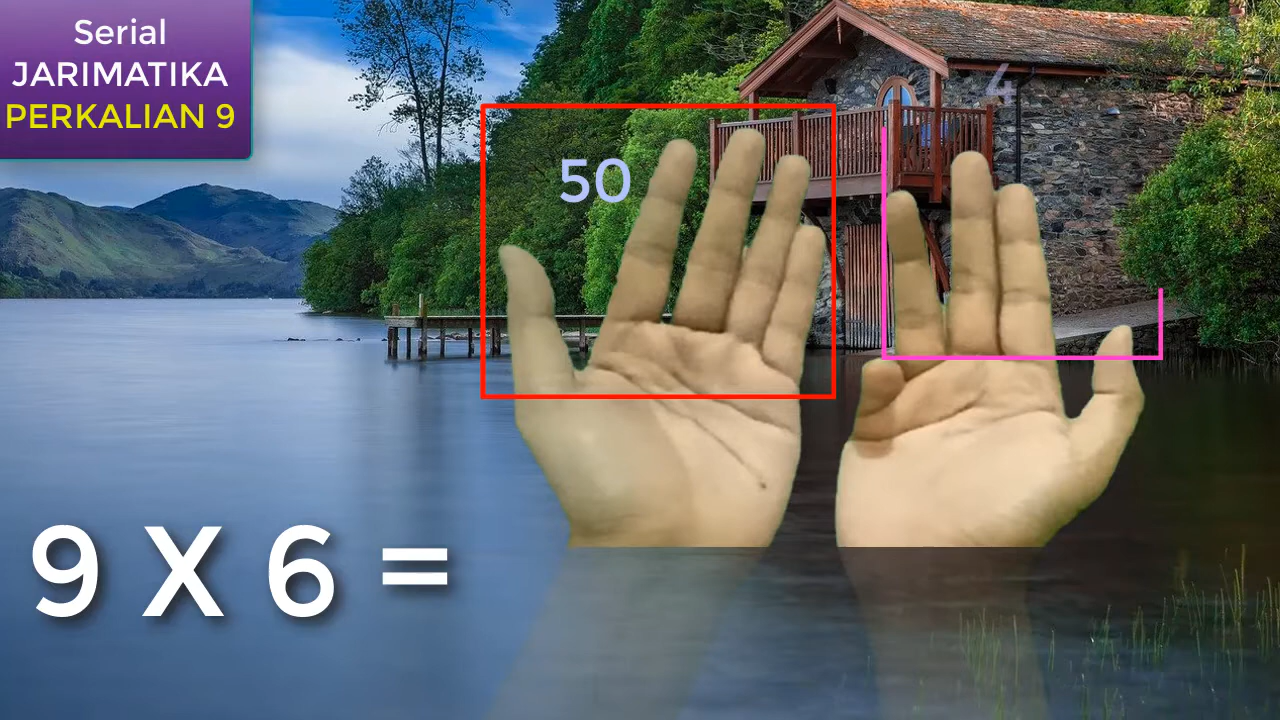 Serial
JARIMATIKA
PERKALIAN 9
4
50
9 X 6 =